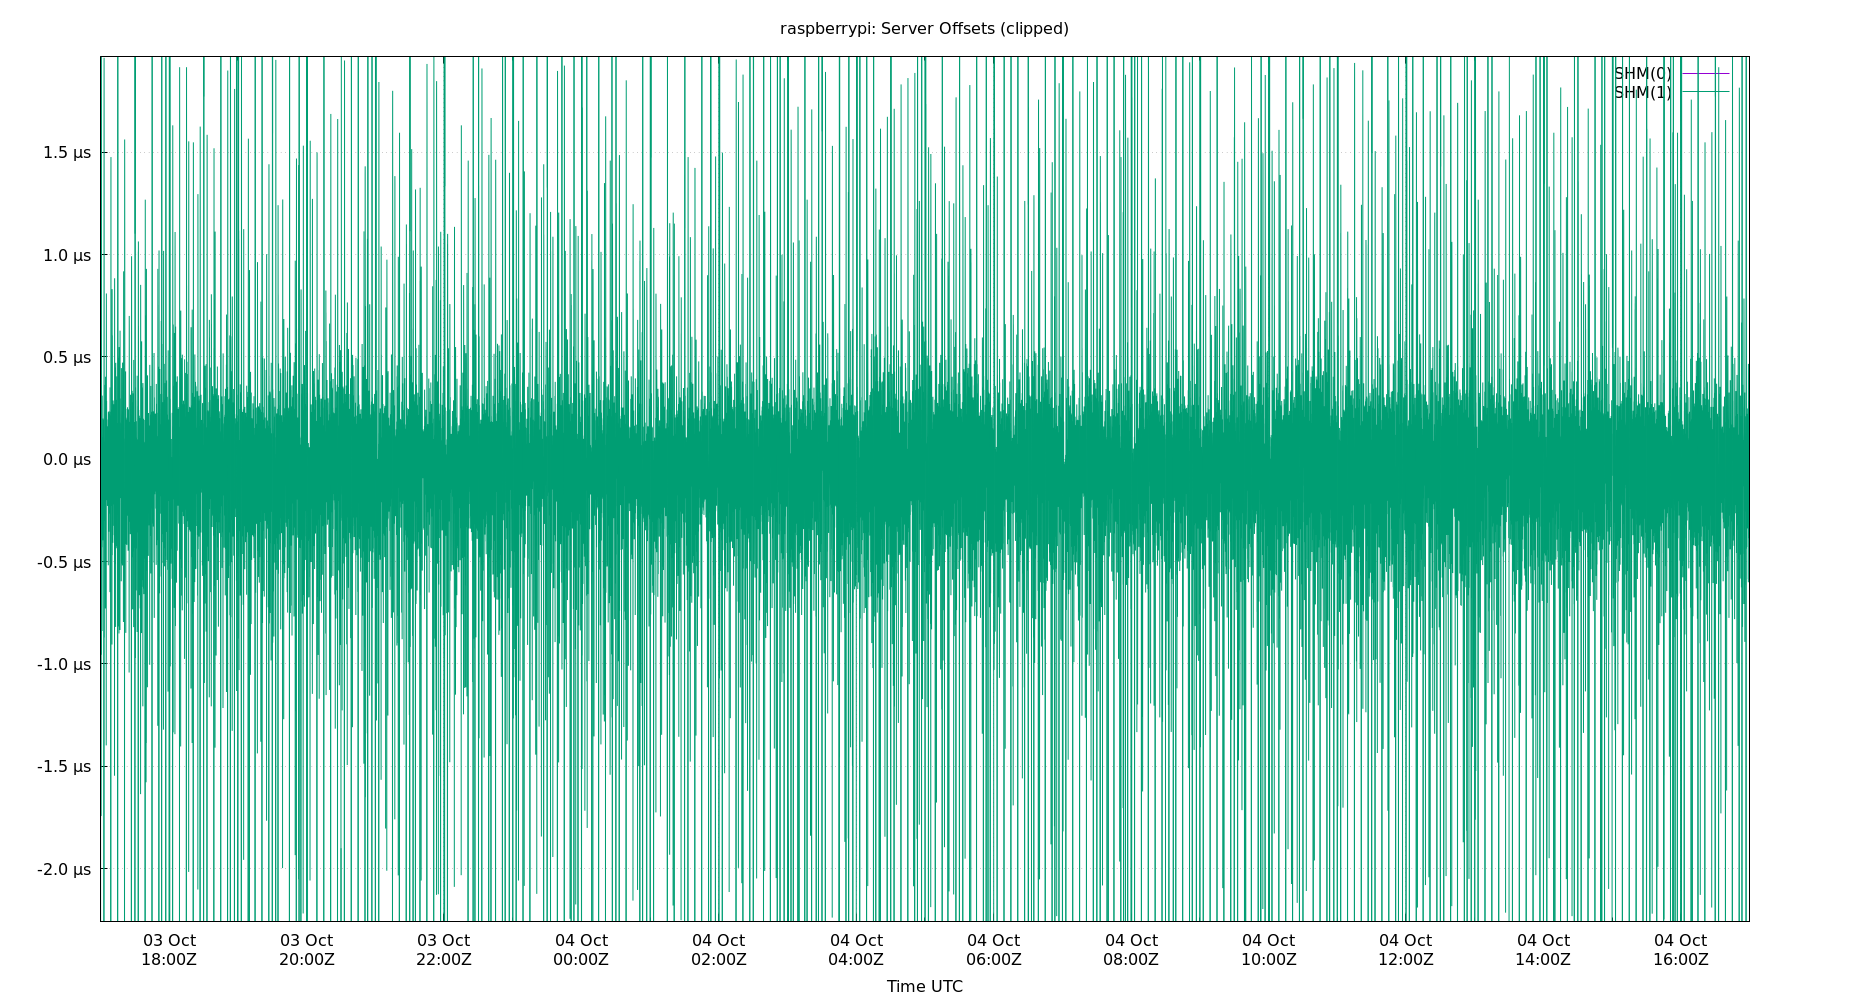 raspberrypi: Server Offsets (clipped)
SHM(0)
SHM(1)
1.5 µs
1.0 µs
0.5 µs
0.0 µs
-0.5 µs
-1.0 µs
-1.5 µs
-2.0 µs
03 Oct 03 Oct 03 Oct 04 Oct 04 Oct 04 Oct 04 Oct 04 Oct 04 Oct 04 Oct 04 Oct 04 Oct
18:00Z 20:00Z 22:00Z 00:00Z 02:00Z 04:00Z 06:00Z 08:00Z 10:00Z 12:00Z 14:00Z 16:00Z
Time UTC